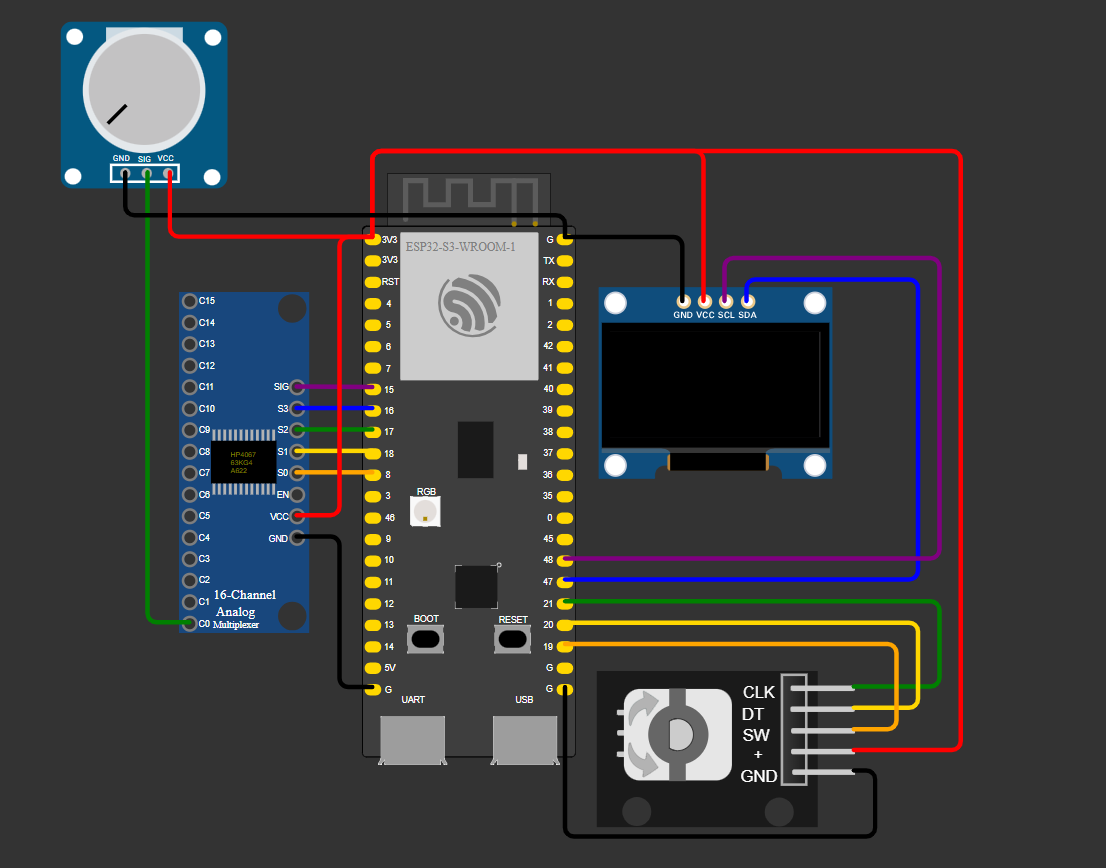 GND SIG VCC
ESP32-S3-WROOM-1
3V3
3V3
RST
4
5
6
7
15
16
17
18
8
3
46
9
10
11
12
13
14
5V
G
G
TX
RX
1
2
42
41
40
39
38
37
36
35
0
45
48
47
21
20
19
G
G
RGB
BOOT
RESET
UART
USB
C15
C14
C13
C12
C11
C10
C9
C8
C7
C6
C5
C4
C3
C2
C1
C0
SIG
S3
S2
S1
S0
EN
VCC
GND
HP4067
63KG4
A622
16-Channel
Analog
Multiplexer
GND VCC SCL SDA
CLK
DT
SW
+
GND